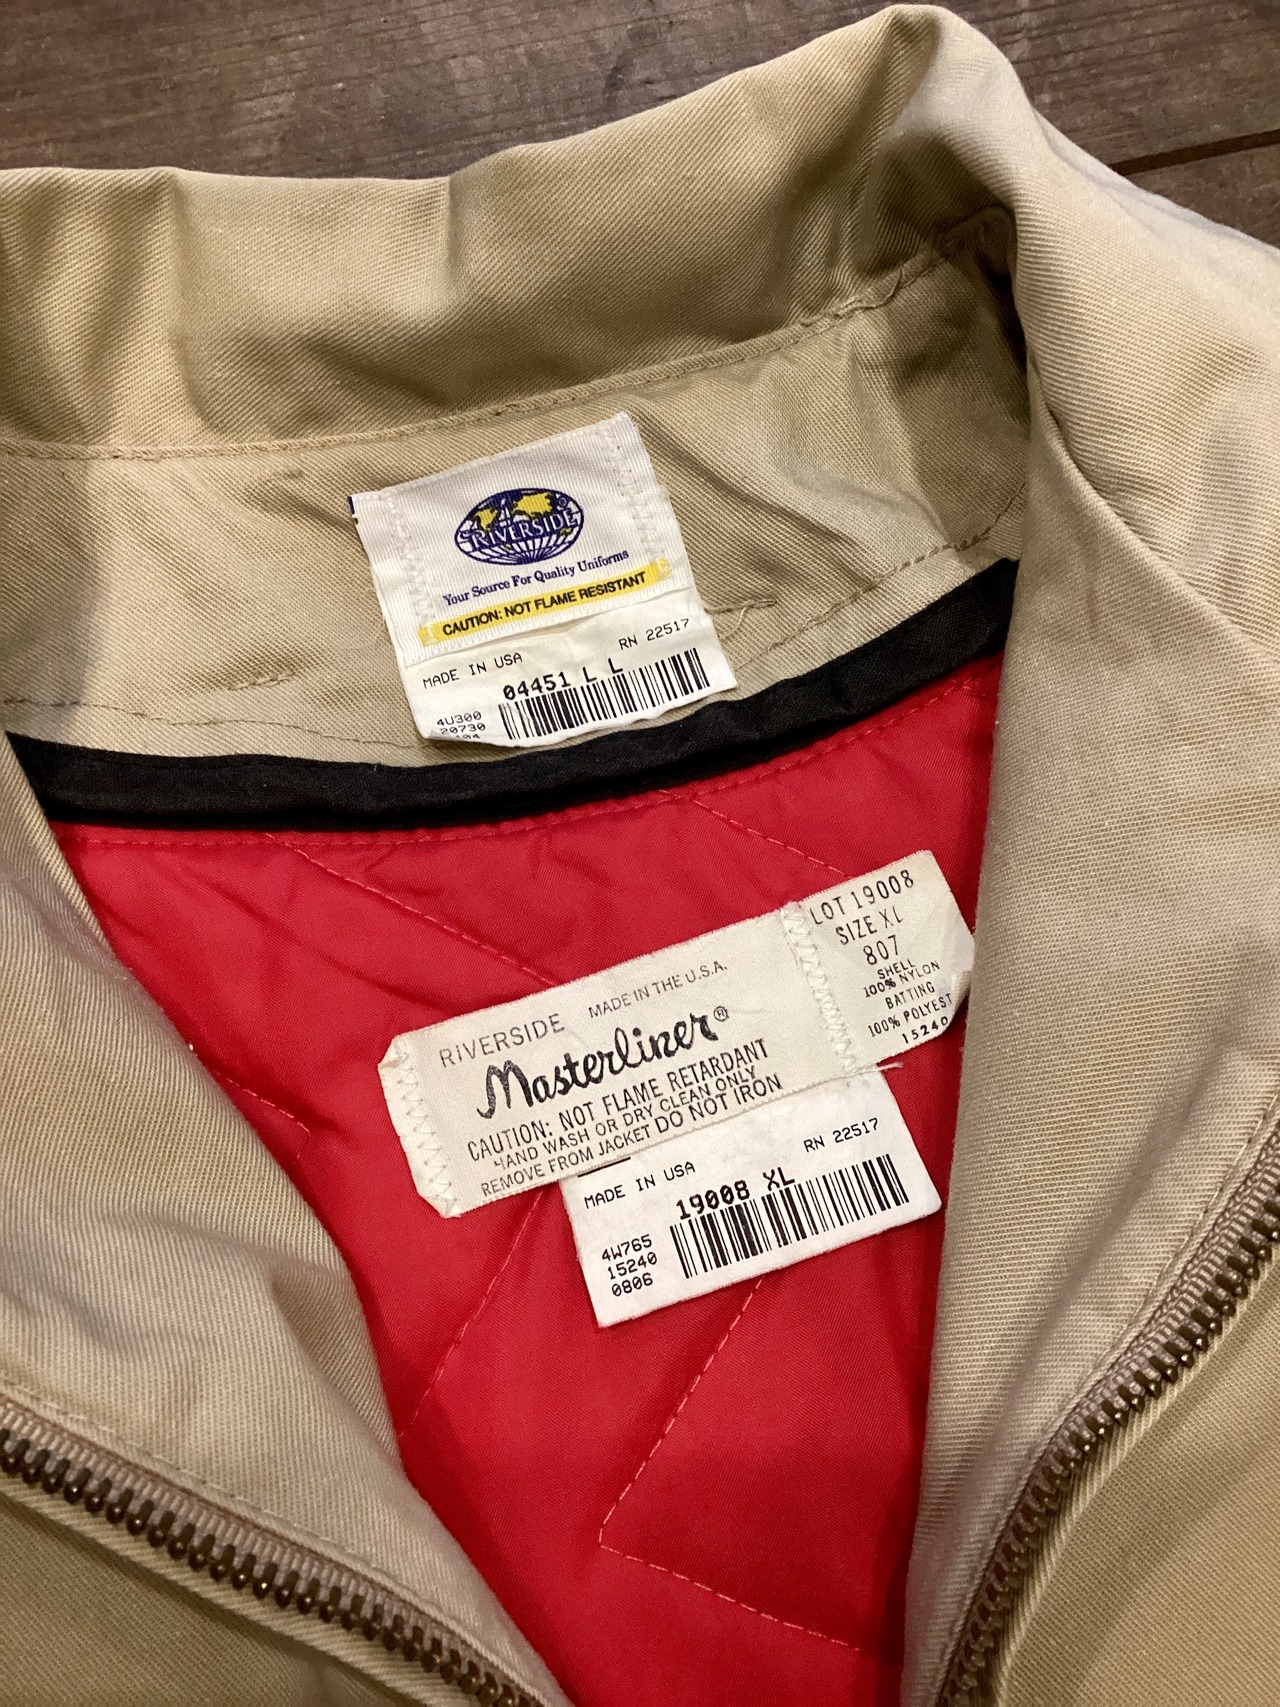 RIVERSIDE ®
Your Source For Quality Uniforms
CAUTION: NOT FLAME RESISTANT
MADE IN USA RN 22517
04451 L L
4U300
20730
RIVERSIDE MADE IN THE U.S.A.
Masterliner®
CAUTION: NOT FLAME RETARDANT
HAND WASH OR DRY CLEAN ONLY
REMOVE FROM JACKET DO NOT IRON
LOT 19008
SIZE XL
807
SHELL
100% NYLON
BATTING
100% POLYEST
15240
MADE IN USA RN 22517
19008 XL
4W765
15240
0806